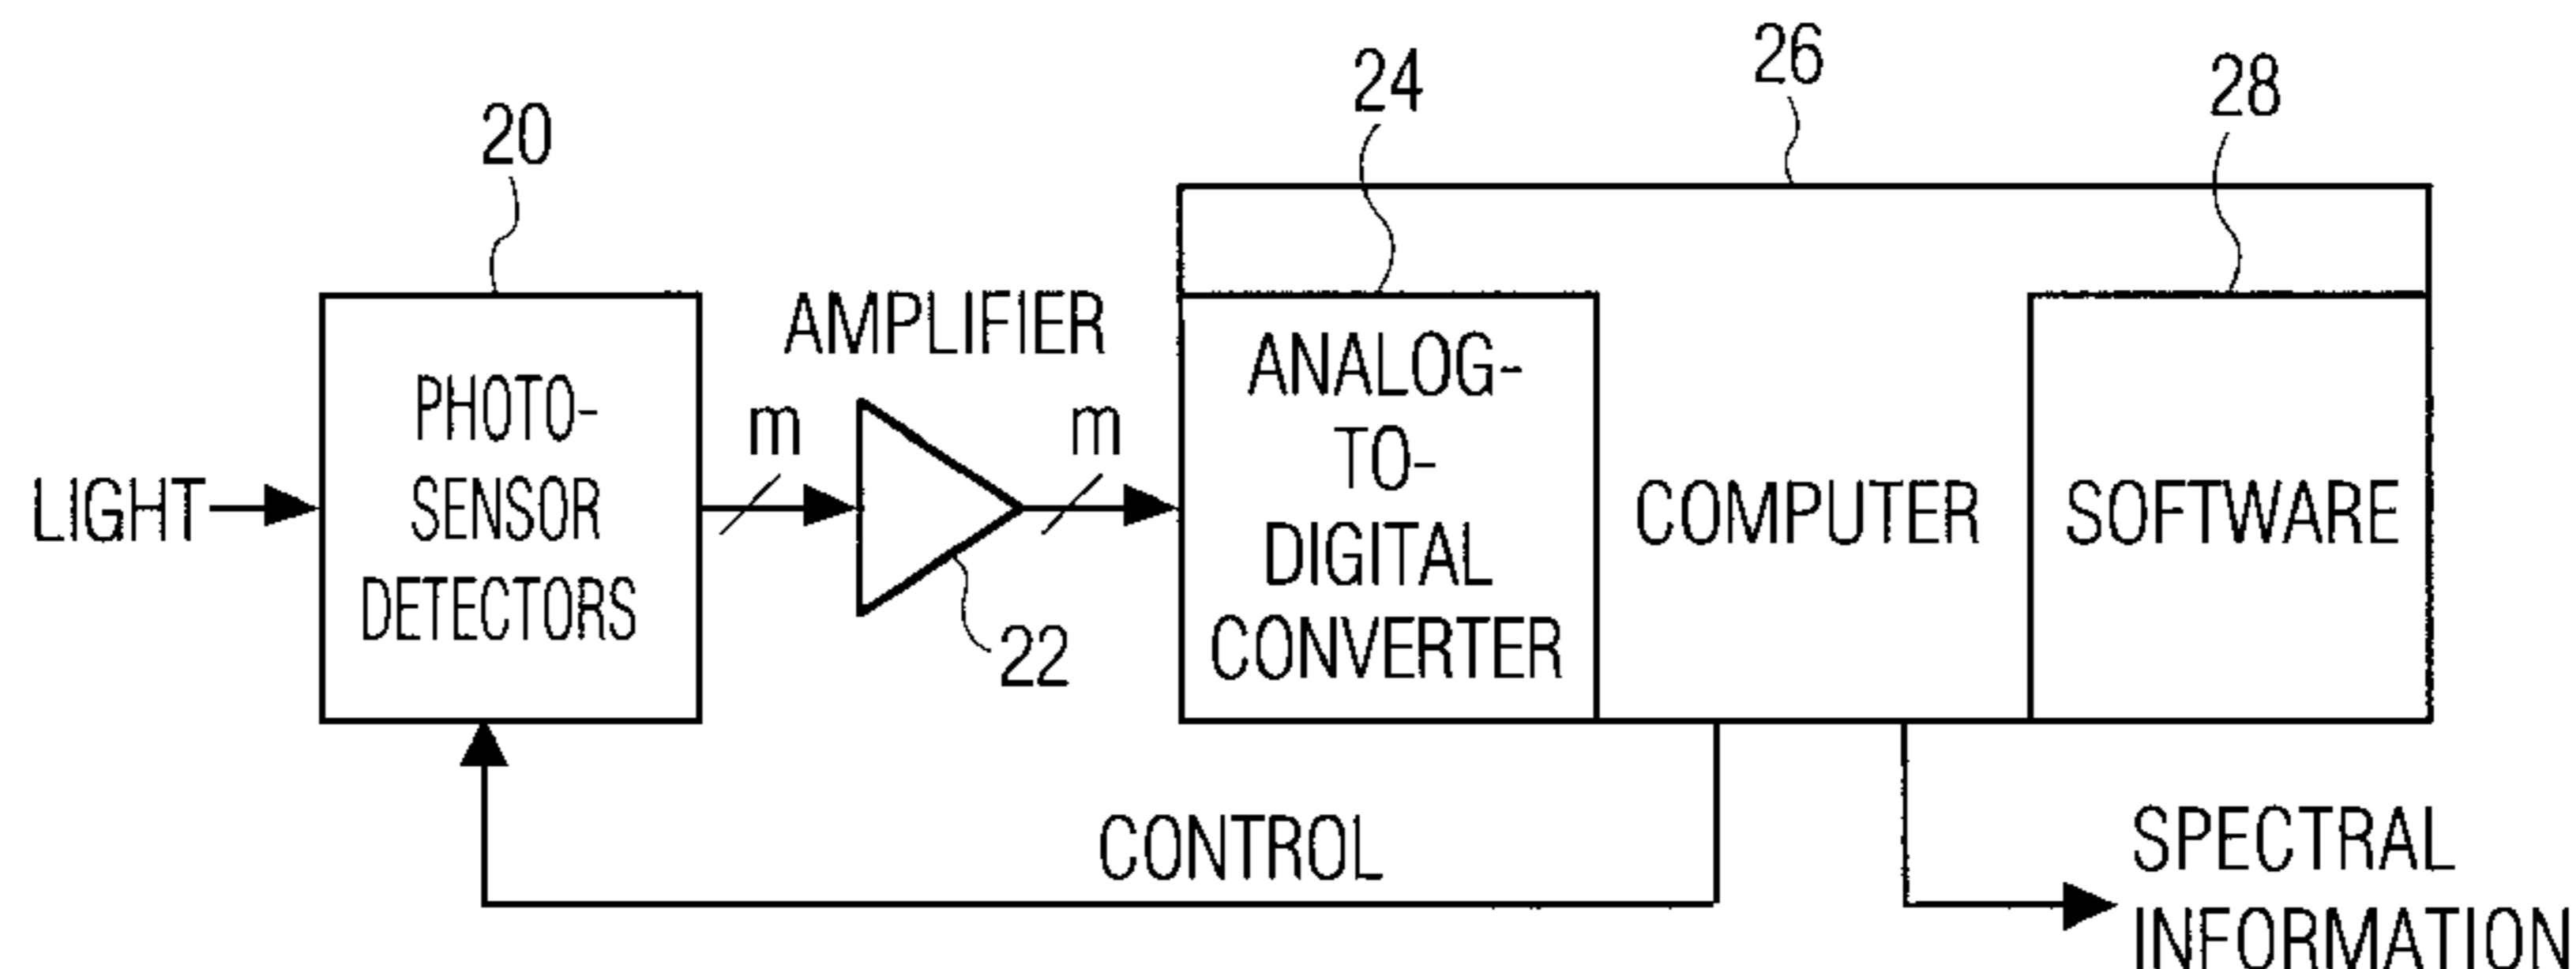 26
24
28
20
AMPLIFIER
ANALOG-
TO-
DIGITAL
CONVERTER
PHOTO-
SENSOR
DETECTORS
m
m
LIGHT
COMPUTER
SOFTWARE
22
CONTROL
SPECTRAL
INFORMATION